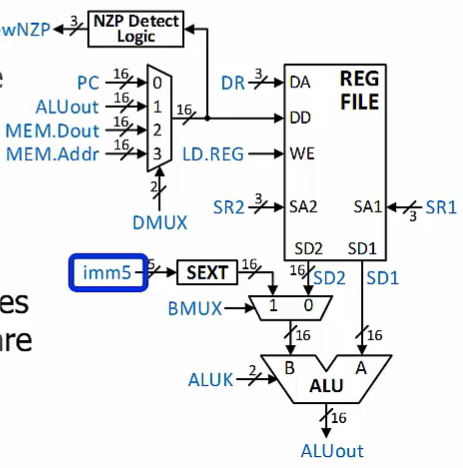 wNZP
3
NZP Detect
Logic
e
PC 16 0
ALUout 16 1
MEM.Dout 16 2
MEM.Addr 16 3
16
2
DMUX
REG
FILE
DR 3 DA
DD
LD.REG WE
SR2 3 SA2
SA1 3 SR1
SD2 SD1
imm5 5 SEXT 16
16 SD2 SD1
es
re
BMUX 1 0
16 16
B A
ALUK 2 ALU
16
ALUout